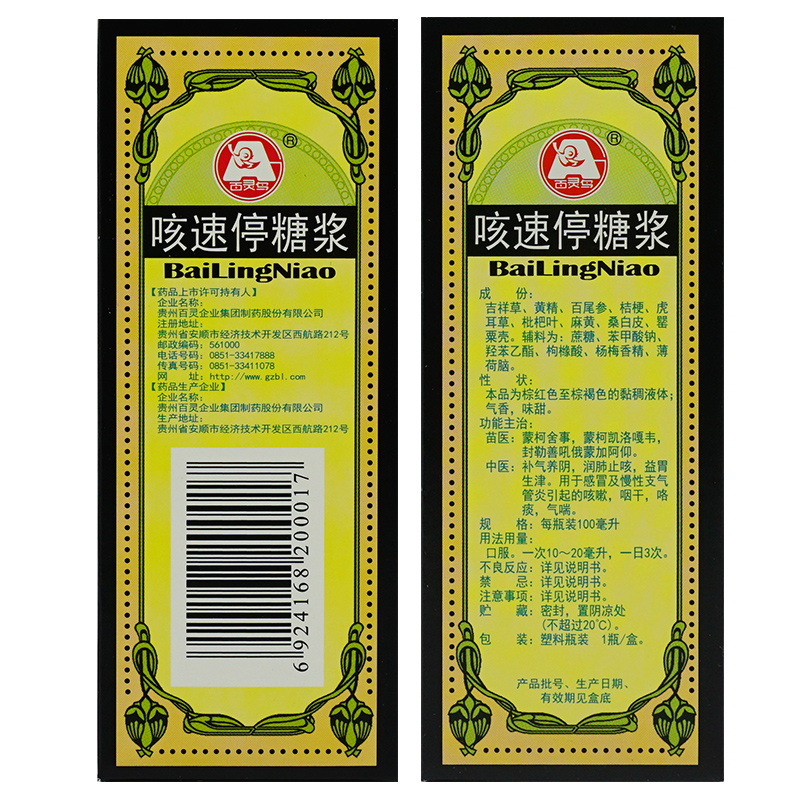 百灵鸟
®
咳速停糖浆
BaiLingNiao
【药品上市许可持有人】
企业名称:
贵州百灵企业集团制药股份有限公司
注册地址:
贵州省安顺市经济技术开发区西航路212号
邮政编码: 561000
电话号码: 0851-33417888
传真号码: 0851-33411078
网 址: http://www.gzbl.com
【药品生产企业】
企业名称:
贵州百灵企业集团制药股份有限公司
生产地址:
贵州省安顺市经济技术开发区西航路212号
6 924168 200017
百灵鸟
®
咳速停糖浆
BaiLingNiao
成 份:
吉祥草、黄精、百尾参、桔梗、虎
耳草、枇杷叶、麻黄、桑白皮、罂
粟壳。辅料为: 蔗糖、苯甲酸钠、
羟苯乙酯、枸橼酸、杨梅香精、薄
荷脑。
性 状:
本品为棕红色至棕褐色的黏稠液体;
气香, 味甜。
功能主治:
苗医: 蒙柯舍事, 蒙柯凯洛嘎韦,
封勒善吼俄蒙加阿仰。
中医: 补气养阴, 润肺止咳, 益胃
生津。用于感冒及慢性支气
管炎引起的咳嗽, 咽干, 咯
痰, 气喘。
规 格: 每瓶装100毫升
用法用量:
口服。一次10～20毫升, 一日3次。
不良反应: 详见说明书。
禁 忌: 详见说明书。
注意事项: 详见说明书。
贮 藏: 密封, 置阴凉处
(不超过20℃)。
包 装: 塑料瓶装 1瓶/盒。
产品批号、生产日期、
有效期见盒底